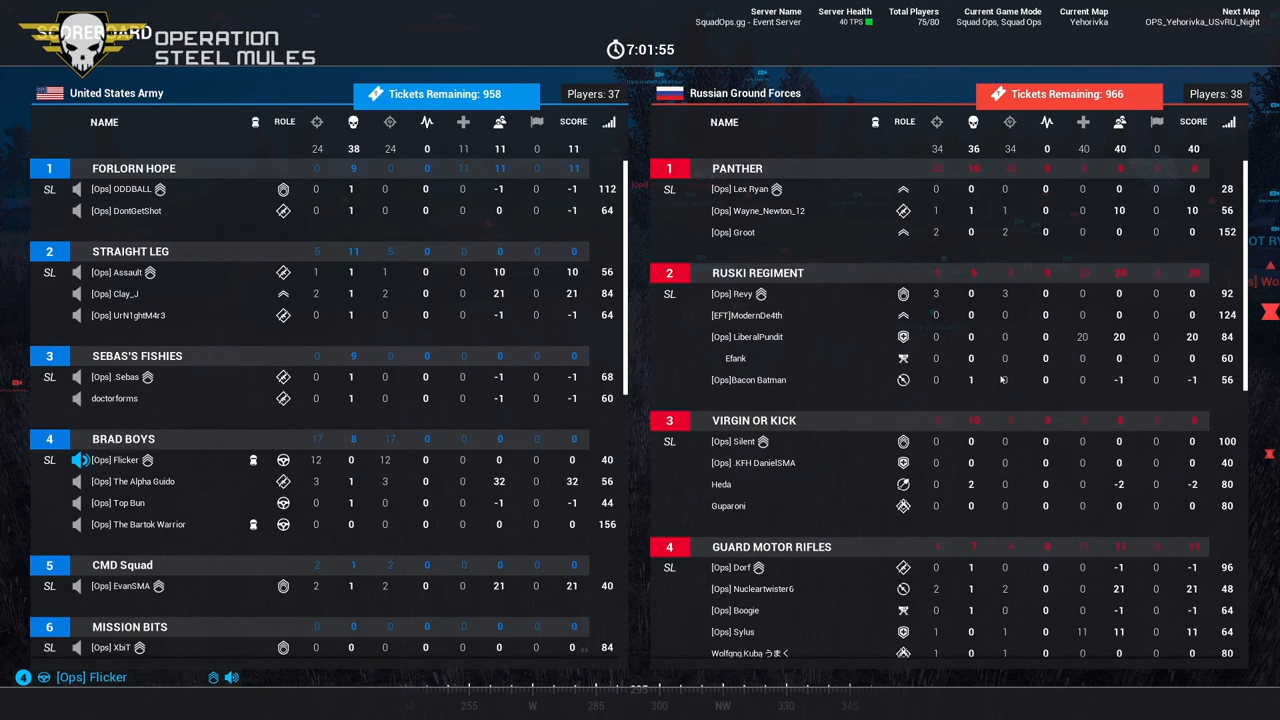 SCOREBOARD
OPERATION
STEEL MULES
7:01:55
Server Name
SquadOps.gg - Event Server
Server Health
40 TPS
Total Players
75/80
Current Game Mode
Squad Ops, Squad Ops
Current Map
Yehorivka
Next Map
OPS_Yehorivka_USvRU_Night
United States Army
Tickets Remaining: 958
Players: 37
NAME ROLE SCORE
24 38 24 0 11 11 0 11
1 FORLORN HOPE 0 9 0 0 11 11 0 11
SL [Ops] ODDBALL 0 1 0 0 0 -1 0 -1 112
[Ops] DontGetShot 0 1 0 0 0 0 0 -1 64
2 STRAIGHT LEG 5 11 5 0 0 0 0 0
SL [Ops] Assault 1 1 1 0 0 10 0 10 56
[Ops] Clay_J 2 1 2 0 0 21 0 21 84
[Ops] UrN1ghtM4r3 0 1 0 0 0 -1 0 -1 64
3 SEBAS'S FISHIES 0 9 0 0 0 0 0 0
SL [Ops] .Sebas 0 1 0 0 0 -1 0 -1 68
doctorforms 0 1 0 0 0 -1 0 -1 60
4 BRAD BOYS 17 8 17 0 0 0 0 0
SL [Ops] Flicker 12 0 12 0 0 0 0 0 40
[Ops] The Alpha Guido 3 1 3 0 0 32 0 32 56
[Ops] Top Bun 0 1 0 0 0 -1 0 -1 44
[Ops] The Bartok Warrior 0 0 0 0 0 0 0 0 156
5 CMD Squad 2 1 2 0 0 0 0 0
SL [Ops] EvanSMA 2 1 2 0 0 21 0 21 40
6 MISSION BITS 0 0 0 0 0 0 0 0
SL [Ops] XbiT 0 0 0 0 0 0 0 0 84
Russian Ground Forces
Tickets Remaining: 966
Players: 38
NAME ROLE SCORE
34 36 34 0 40 40 0 40
1 PANTHER 10
SL [Ops] Lex Ryan 0 0 0 0 0 0 0 0 28
[Ops] Wayne_Newton_12 1 1 1 0 0 10 0 10 56
[Ops] Groot 2 0 2 0 0 0 0 0 152
2 RUSKI REGIMENT 20 20 20
SL [Ops] Revy 3 0 3 0 0 0 0 0 92
[EFT]ModernDe4th 0 0 0 0 0 0 0 0 124
[Ops] LiberalPundit 0 0 0 0 20 20 0 20 84
Efank 0 0 0 0 0 0 0 0 60
[Ops]Bacon Batman 0 1 0 0 0 -1 0 -1 56
3 VIRGIN OR KICK 10
SL [Ops] Silent 0 0 0 0 0 0 0 0 100
[Ops] .KFH DanielSMA 0 0 0 0 0 0 0 0 40
Heda 0 2 0 0 0 -2 0 -2 80
Guparoni 0 0 0 0 0 0 0 0 80
4 GUARD MOTOR RIFLES 7 11 11 11
SL [Ops] Dorf 0 1 0 0 0 -1 0 -1 96
[Ops] Nucleartwister6 2 1 2 0 0 21 0 21 48
[Ops] Boogie 0 1 0 0 0 -1 0 -1 64
[Ops] Sylus 1 0 1 0 11 11 0 11 64
Wolfgng.Kuba うまく 0 0 0 0 0 0 0 0 80
4 [Ops] Flicker
255 W 285 295 300 NW 330 345